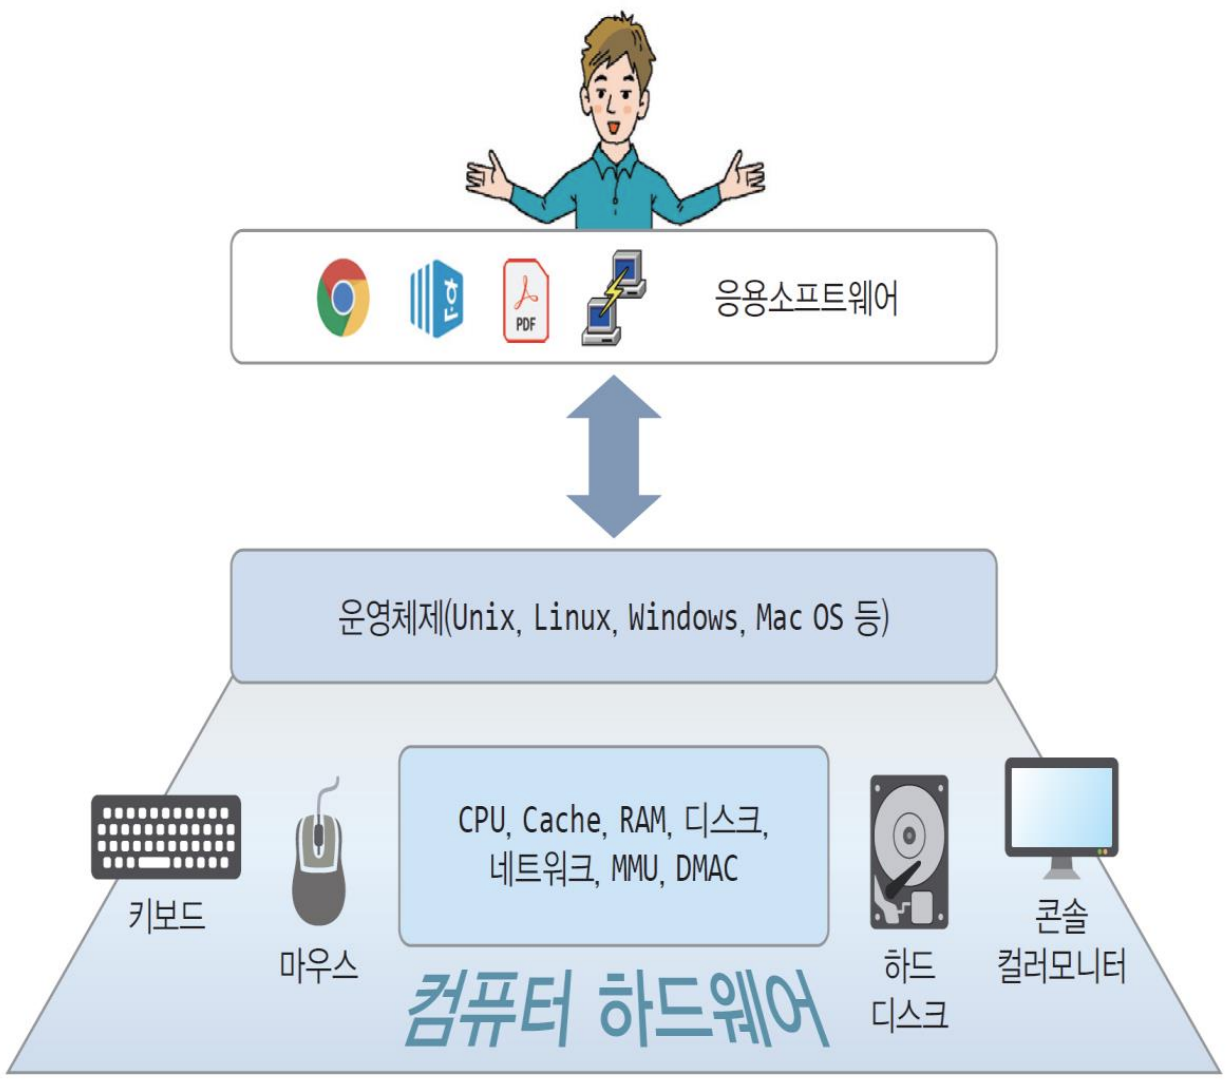 PDF
응용소프트웨어
운영체제(Unix, Linux, Windows, Mac OS 등)
CPU, Cache, RAM, 디스크,
네트워크, MMU, DMAC
키보드
마우스
하드
디스크
콘솔
컬러모니터
컴퓨터 하드웨어